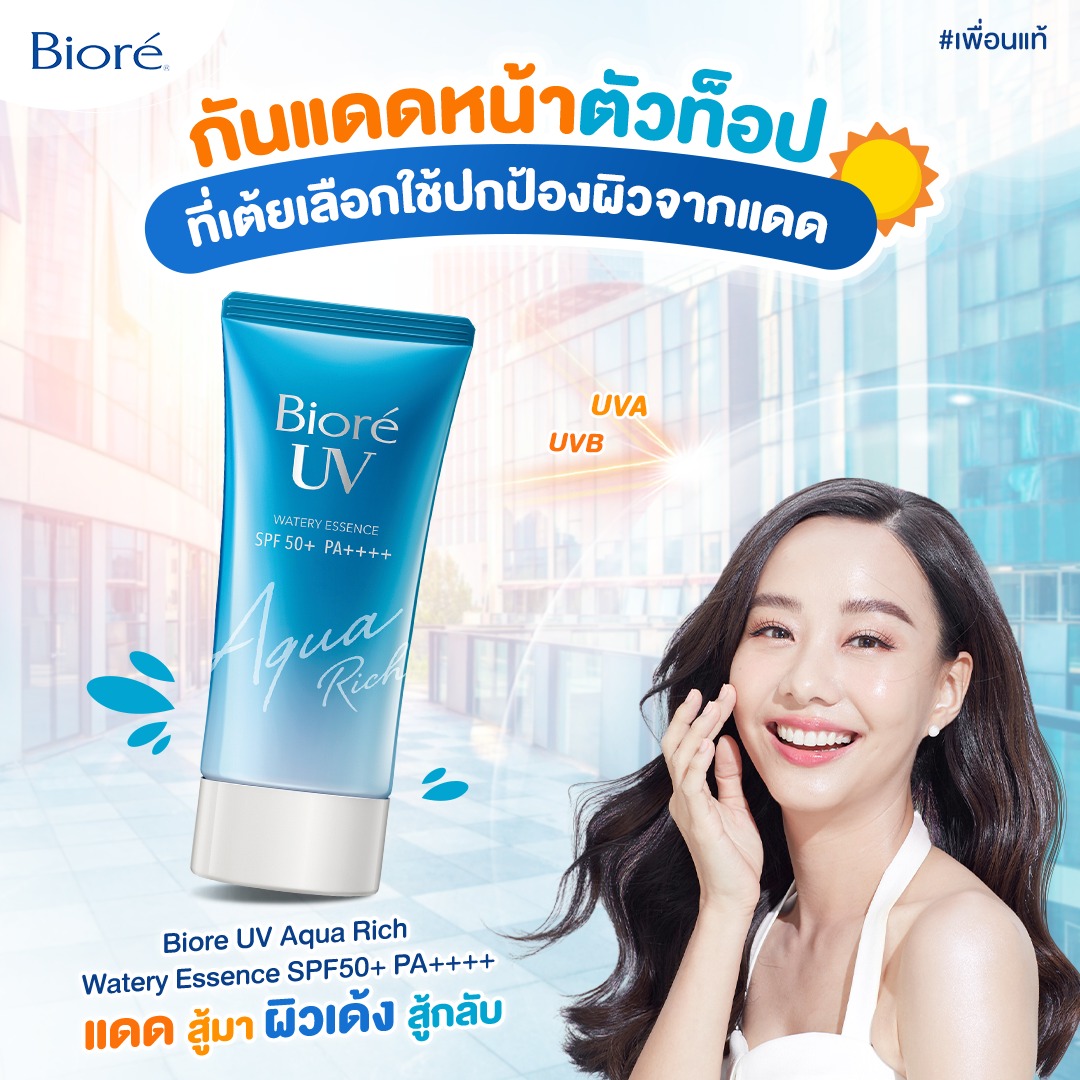 Bioré
#เพื่อนแท้
กันแดดหน้าตัวท็อป
ที่เต้ยเลือกใช้ปกป้องผิวจากแดด
UVA
UVB
Bioré
UV
WATERY ESSENCE
SPF 50+ PA++++
Aqua
Rich
Biore UV Aqua Rich
Watery Essence SPF50+ PA++++
แดด สู้มา ผิวเด้ง สู้กลับ